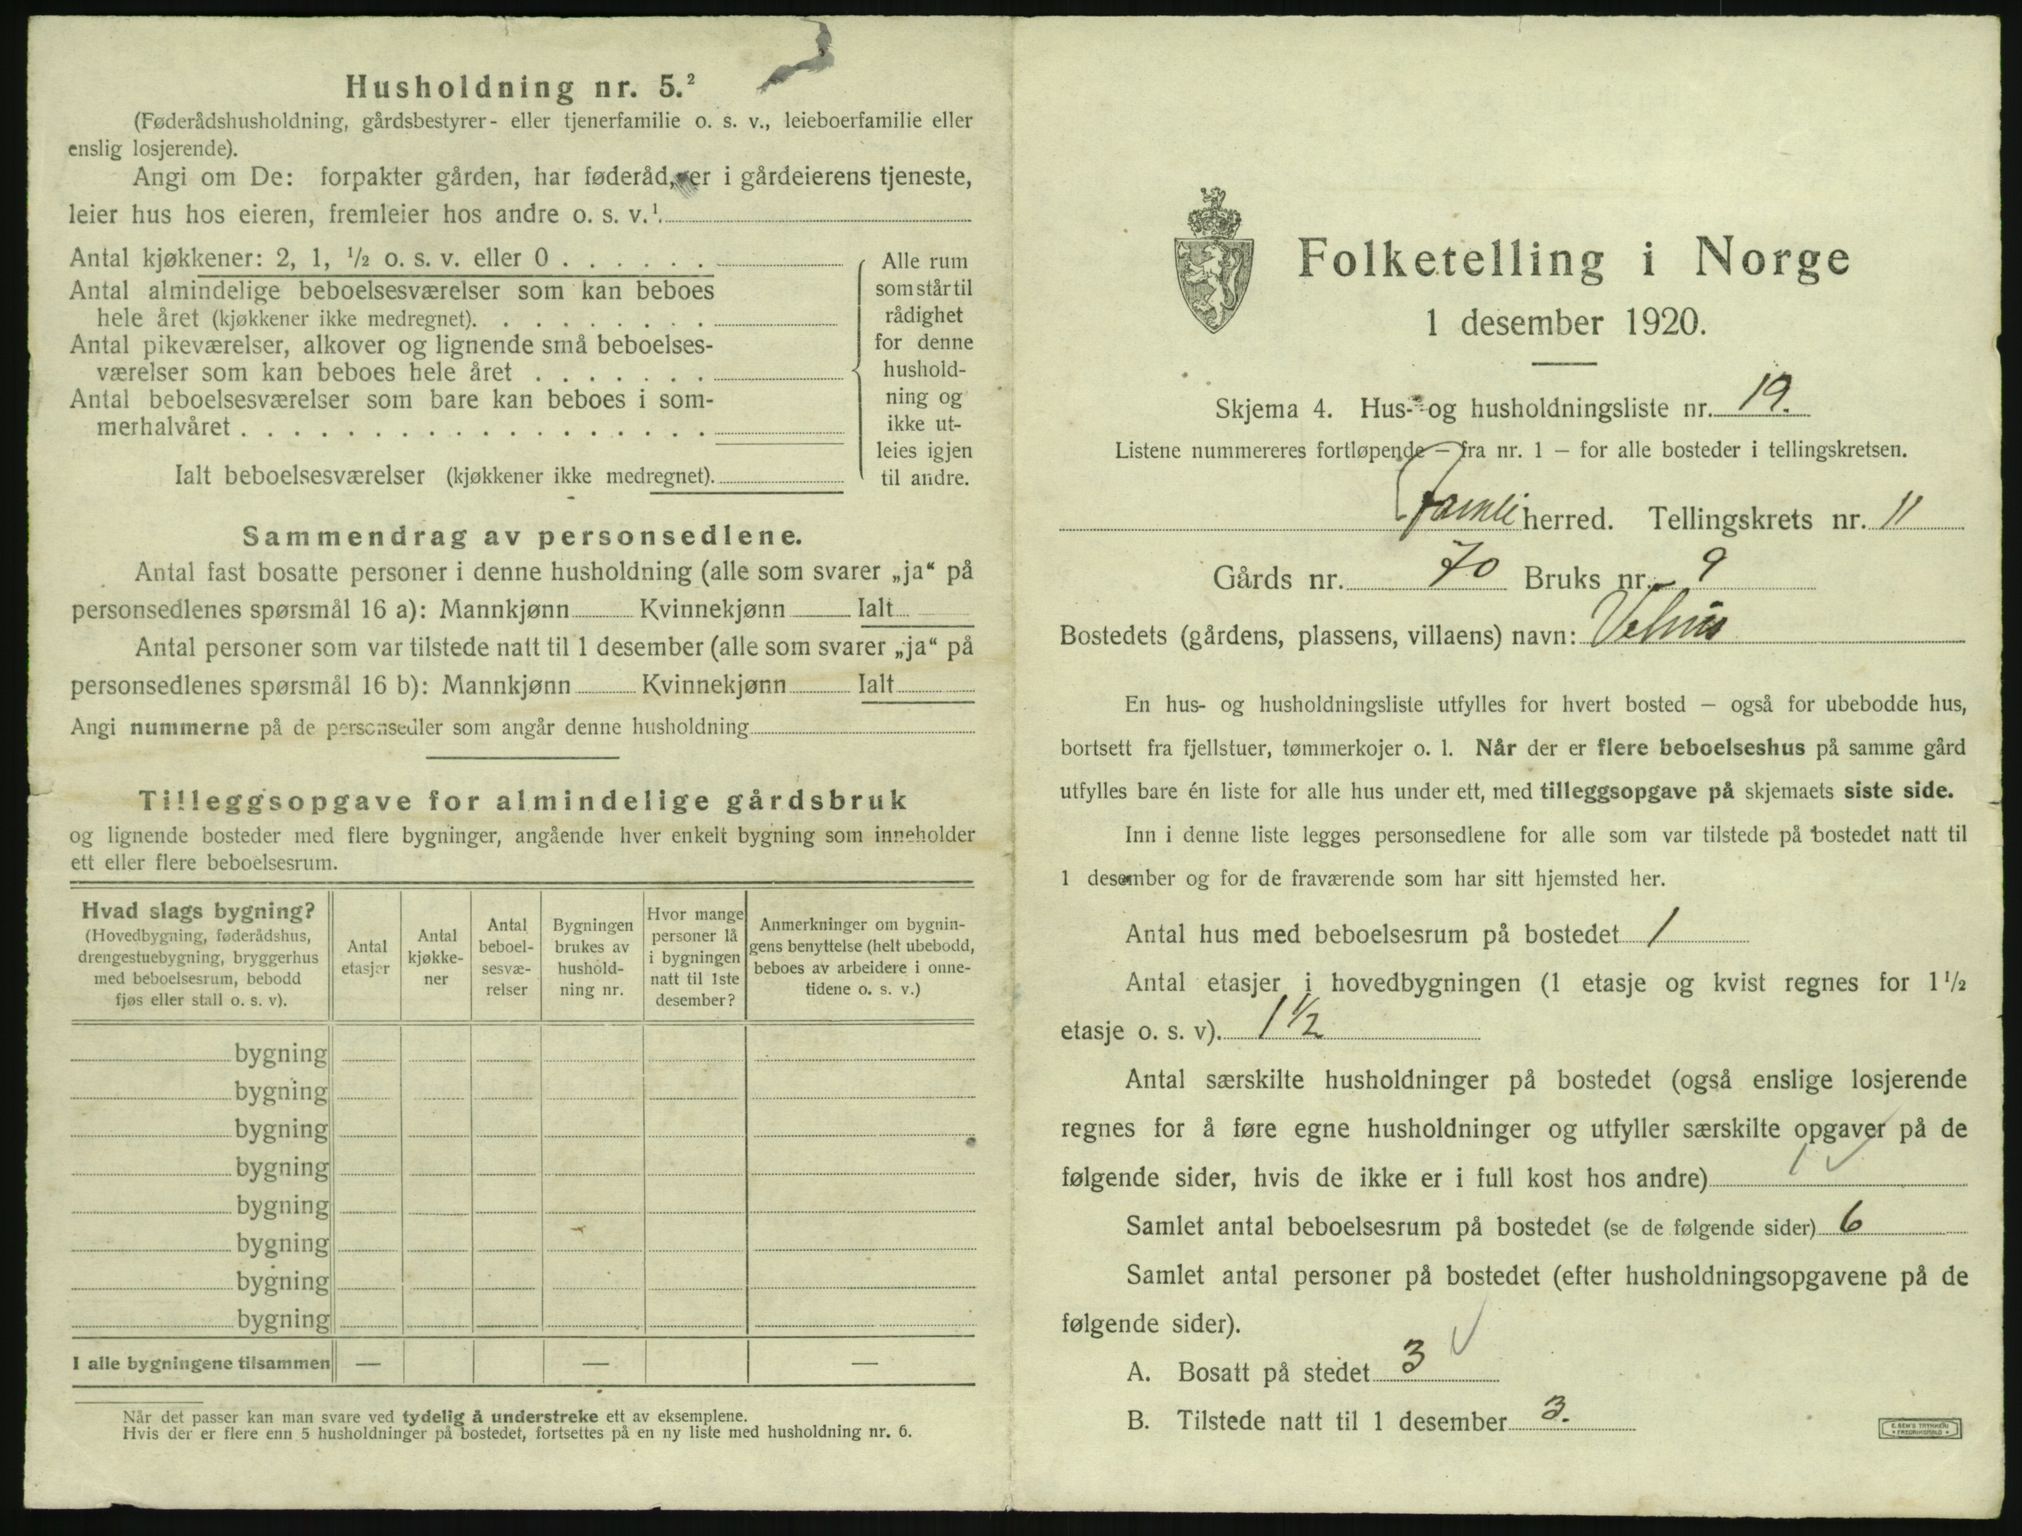 Husholdning nr. 5.²
(Føderådshusholdning, gårdsbestyrer- eller tjenerfamilie o. s. v., leieboerfamilie eller
enslig losjerende).
Angi om De: forpakter gården, har føderåd, er i gårdeierens tjeneste,
leier hus hos eieren, fremleier hos andre o. s. v.¹
Antal kjøkkener: 2, 1, ½ o. s. v. eller 0
Antal almindelige beboelsesværelser som kan beboes
hele året (kjøkkener ikke medregnet).
Antal pikeværelser, alkover og lignende små beboelses-
værelser som kan beboes hele året
Antal beboelsesværelser som bare kan beboes i som-
merhalvåret
Ialt beboelsesværelser (kjøkkener ikke medregnet).
Alle rum
som står til
rådighet
for denne
hushold-
ning og
ikke ut-
leies igjen
til andre.
Sammendrag av personsedlene.
Antal fast bosatte personer i denne husholdning (alle som svarer „ja“ på
personsedlenes spørsmål 16 a): Mannkjønn Kvinnekjønn Ialt
Antal personer som var tilstede natt til 1 desember (alle som svarer „ja“ på
personsedlenes spørsmål 16 b): Mannkjønn Kvinnekjønn Ialt
Angi nummerne på de personsedler som angår denne husholdning
Tilleggsopgave for almindelige gårdsbruk
og lignende bosteder med flere bygninger, angående hver enkelt bygning som inneholder
ett eller flere beboelsesrum.
Hvad slags bygning?
(Hovedbygning, føderådshus,
drengestuebygning, bryggerhus
med beboelsesrum, bebodd
fjøs eller stall o. s. v).
Antal
etasjer
Antal
kjøkke-
ner
Antal
beboel-
sesvæ-
relser
Bygningen
brukes av
hushold-
ning nr.
Hvor mange
personer lå
i bygningen
natt til 1ste
desember?
Anmerkninger om bygnin-
gens benyttelse (helt ubebodd,
beboes av arbeidere i onne-
tidene o. s. v.)
bygning
bygning
bygning
bygning
bygning
bygning
bygning
bygning
I alle bygningene tilsammen — — —
Når det passer kan man svare ved tydelig å understreke ett av eksemplene.
Hvis der er flere enn 5 husholdninger på bostedet, fortsettes på en ny liste med husholdning nr. 6.
Folketelling i Norge
1 desember 1920.
Skjema 4. Hus- og husholdningsliste nr. 19.
Listene nummereres fortløpende – fra nr. 1 – for alle bosteder i tellingskretsen.
herred. Tellingskrets nr. 11
Gårds nr. 70 Bruks nr. 9
Bostedets (gårdens, plassens, villaens) navn:
En hus- og husholdningsliste utfylles for hvert bosted – også for ubebodde hus,
bortsett fra fjellstuer, tømmerkojer o. l. Når der er flere beboelseshus på samme gård
utfylles bare én liste for alle hus under ett, med tilleggsopgave på skjemaets siste side.
Inn i denne liste legges personsedlene for alle som var tilstede på bostedet natt til
1 desember og for de fraværende som har sitt hjemsted her.
Antal hus med beboelsesrum på bostedet 1
Antal etasjer i hovedbygningen (1 etasje og kvist regnes for 1½
etasje o. s. v). 1½
Antal særskilte husholdninger på bostedet (også enslige losjerende
regnes for å føre egne husholdninger og utfyller særskilte opgaver på de
følgende sider, hvis de ikke er i full kost hos andre) 1
Samlet antal beboelsesrum på bostedet (se de følgende sider) 6
Samlet antal personer på bostedet (efter husholdningsopgavene på de
følgende sider).
A. Bosatt på stedet 3
B. Tilstede natt til 1 desember 3.